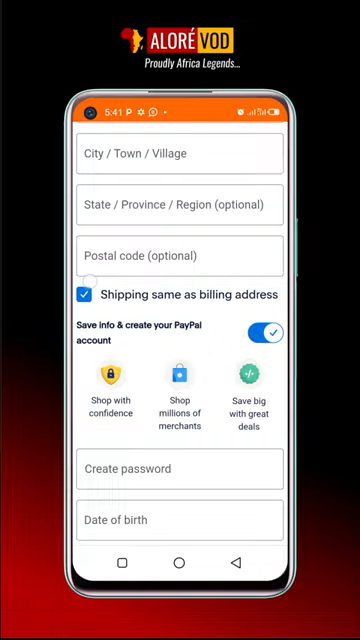 ALORÉ VOD
Proudly Africa Legends...
5:41 P
City / Town / Village
State / Province / Region (optional)
Postal code (optional)
Shipping same as billing address
Save info & create your PayPal
account
Shop with
confidence
Shop
millions of
merchants
Save big
with great
deals
Create password
Date of birth